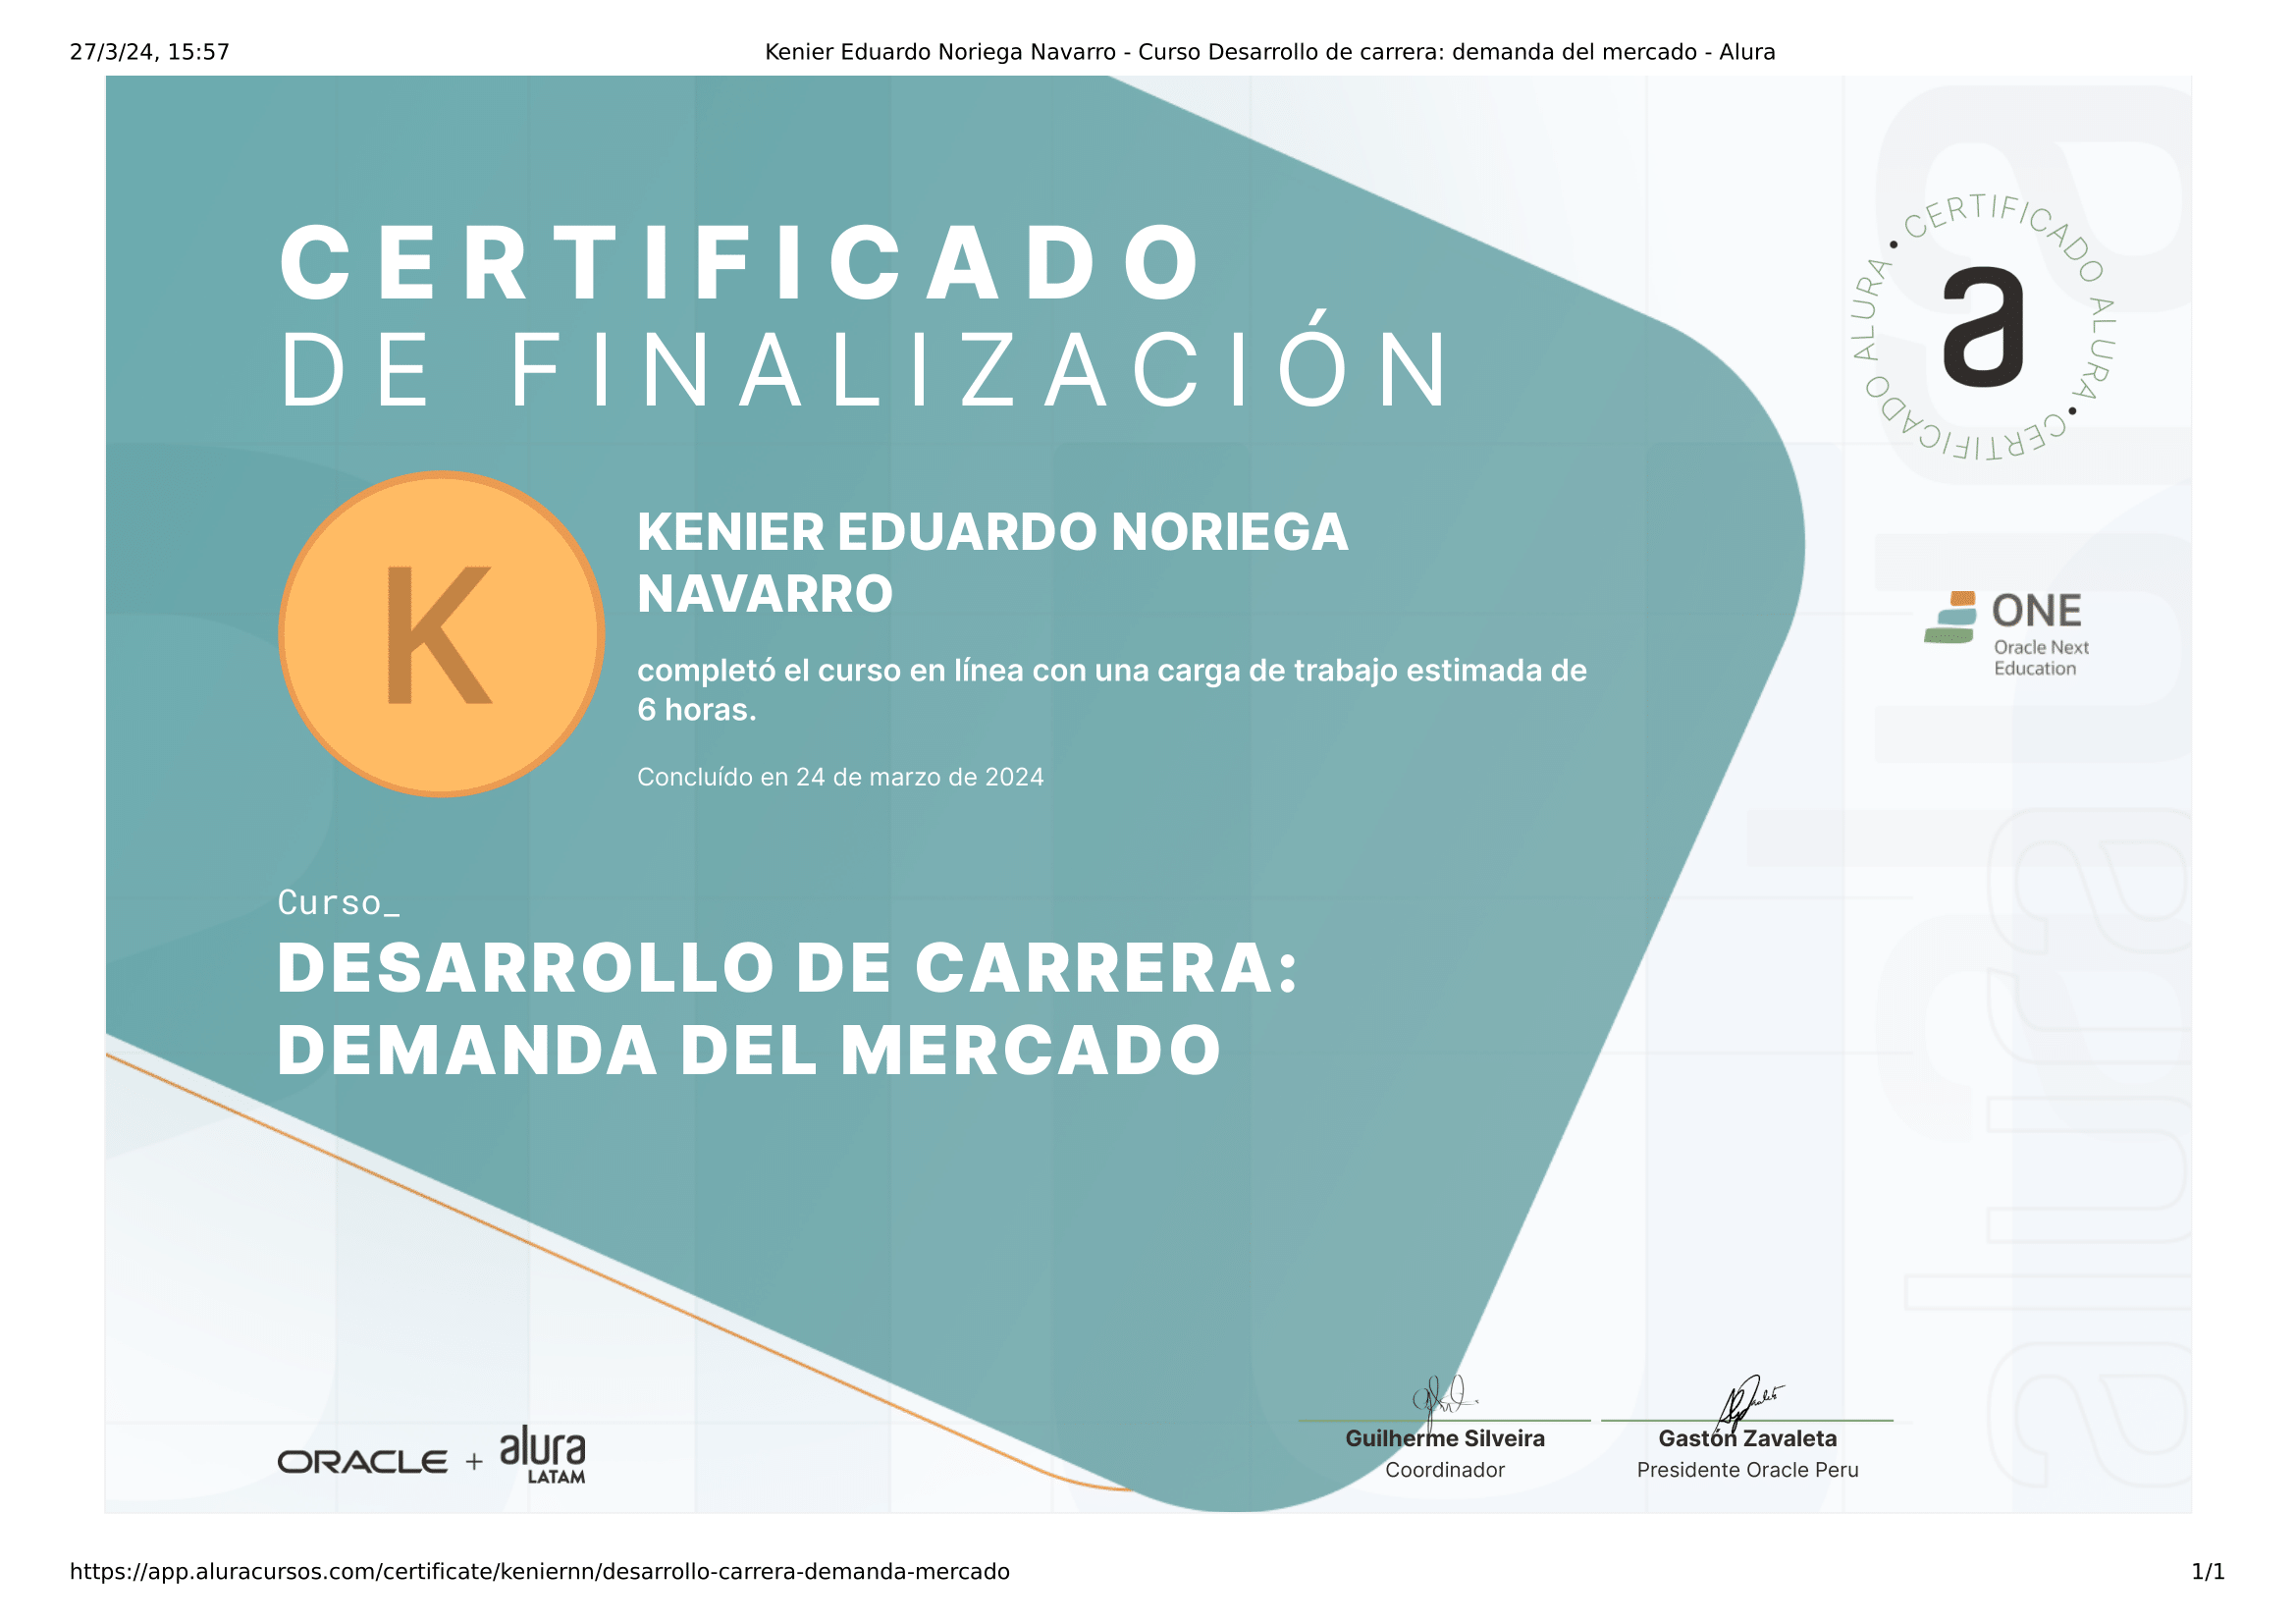 27/3/24, 15:57
Kenier Eduardo Noriega Navarro - Curso Desarrollo de carrera: demanda del mercado - Alura
CERTIFICADO
DE FINALIZACIÓN
• CERTIFICADO ALURA • CERTIFICADO ALURA
a
K
KENIER EDUARDO NORIEGA
NAVARRO
completó el curso en línea con una carga de trabajo estimada de
6 horas.
Concluído en 24 de marzo de 2024
ONE
Oracle Next
Education
Curso_
DESARROLLO DE CARRERA:
DEMANDA DEL MERCADO
alura
alura
ORACLE + alura
LATAM
Guilherme Silveira
Coordinador
Gastón Zavaleta
Presidente Oracle Peru
https://app.aluracursos.com/certificate/keniernn/desarrollo-carrera-demanda-mercado
1/1